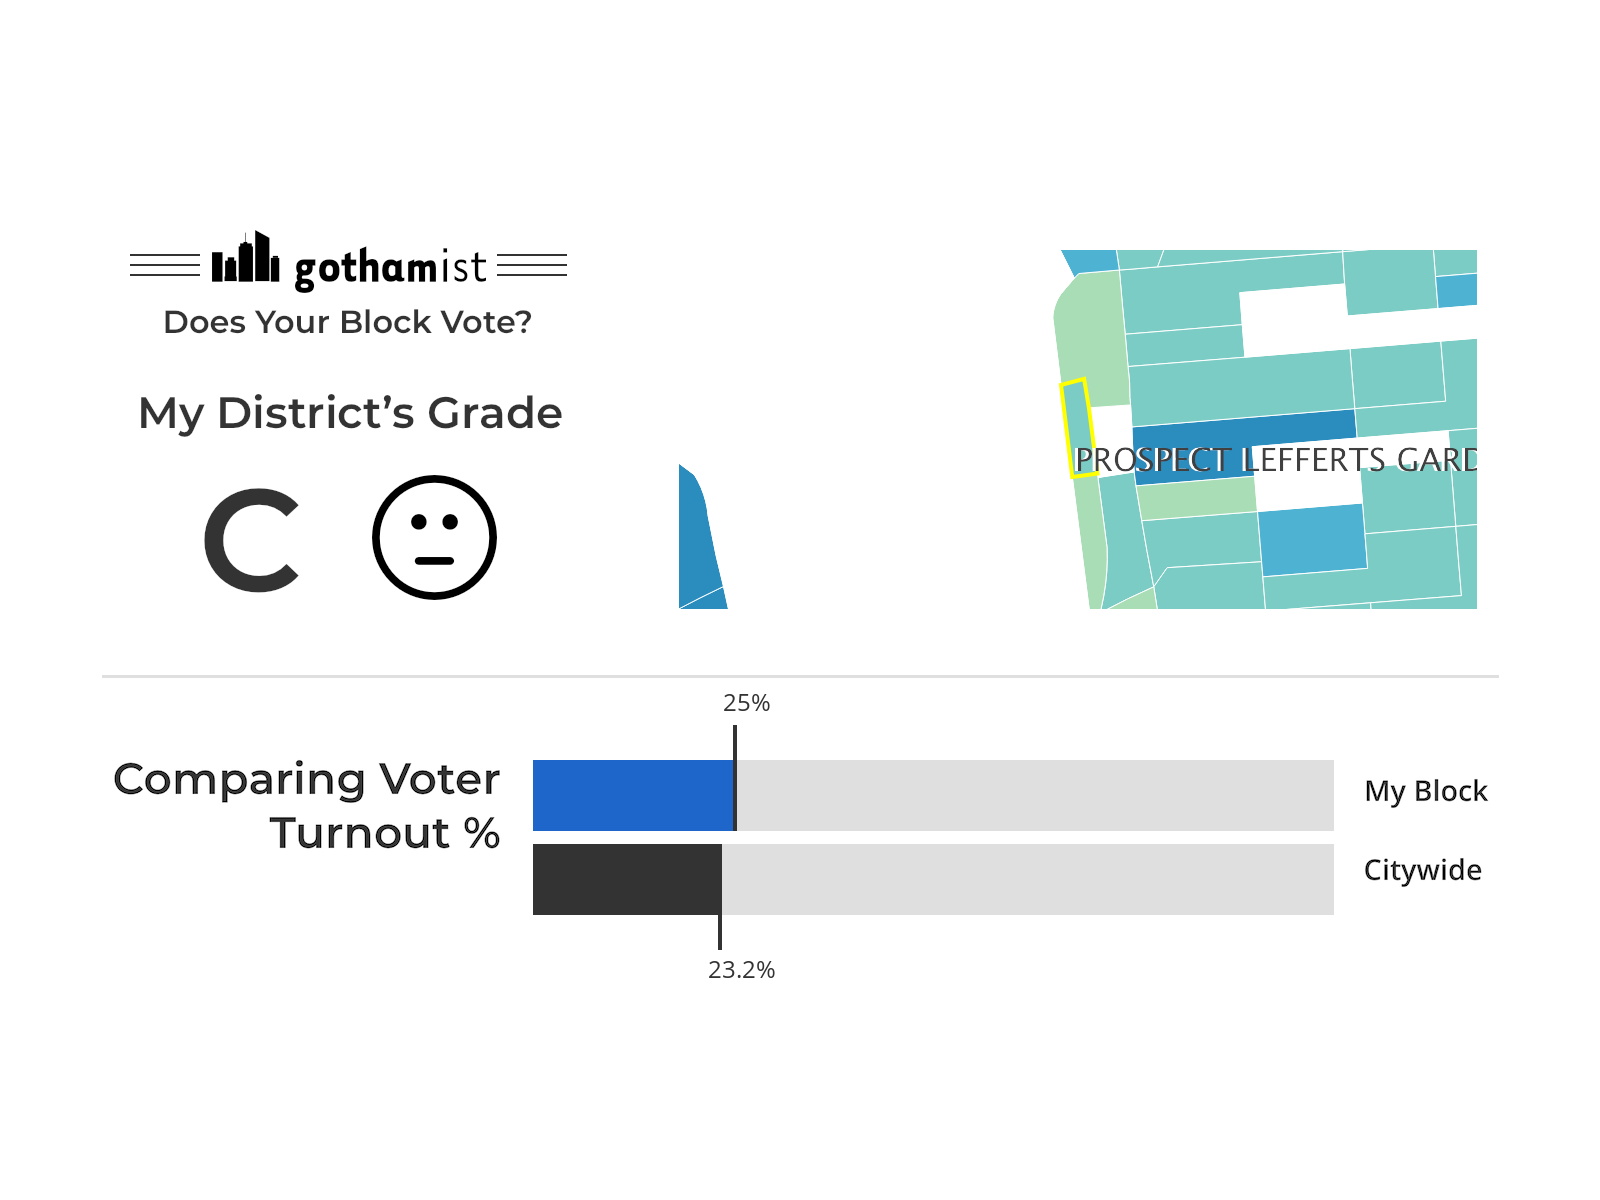 gothamist
Does Your Block Vote?
My District’s Grade
C
PROSPECT LEFFERTS GARD
25%
Comparing Voter
Turnout %
My Block
Citywide
23.2%